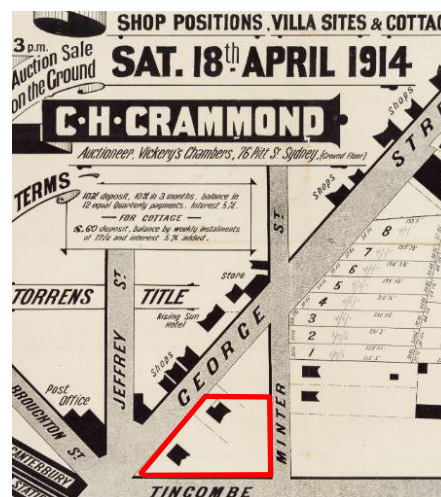 SHOP POSITIONS, VILLA SITES & COTTA
3 p.m.
Auction Sale
on the Ground
SAT. 18th APRIL 1914
C·H·CRAMMOND
Auctioneer, Vickery's Chambers, 76 Pitt St. Sydney. (Ground Floor)
TERMS
10% deposit, 10% in 3 months. balance in
12 equal Quarterly payments. Interest 5%.
FOR COTTAGE
£60 deposit, balance by weekly instalments
of 17/6 and interest 5% added.
TORRENS TITLE
Shops
Shops
Store
Rising Sun
Hotel
Shops
Post
Office
JEFFREY ST
GEORGE STR
MINTER ST
BROUGHTON ST
CANTERBURY
STATION
TINCOMBE
8
7
6
5
4
3
2
1